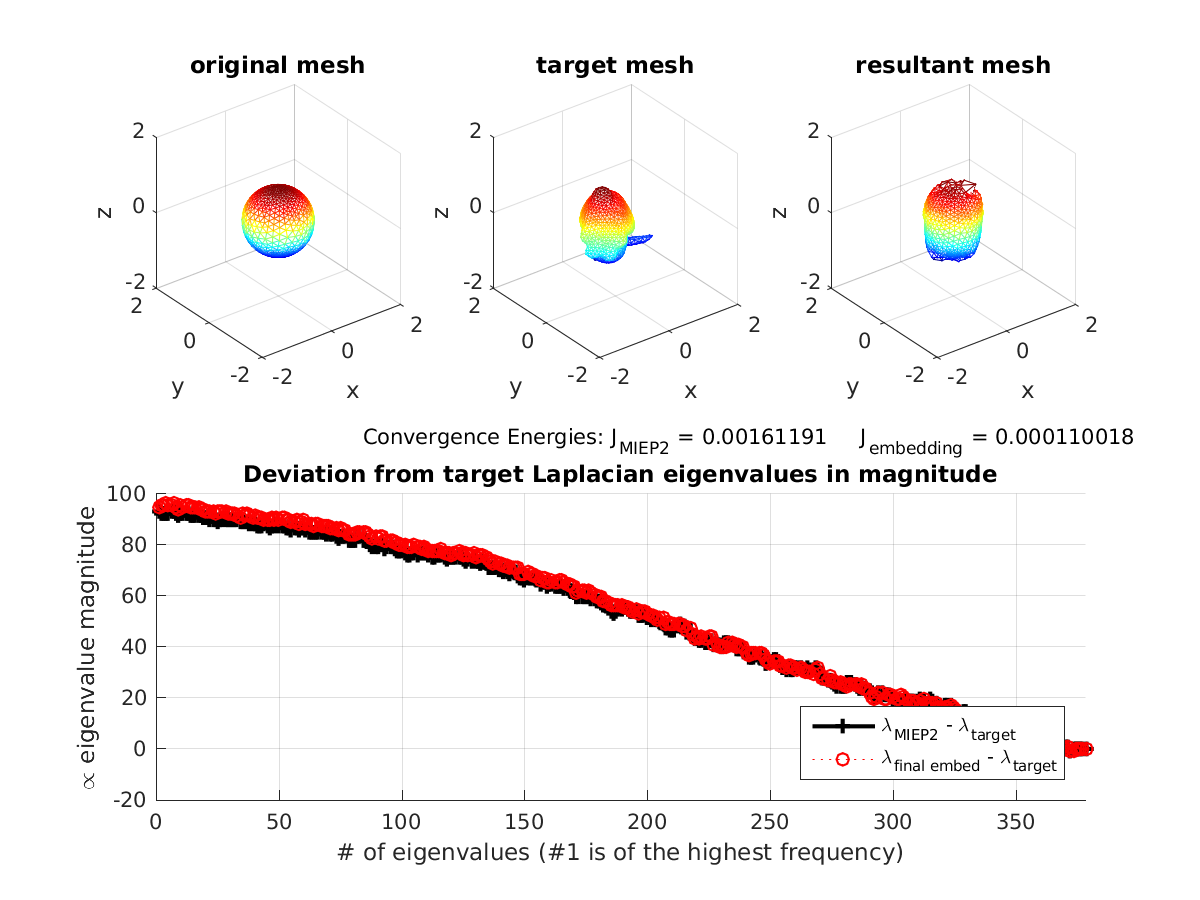 original mesh
target mesh
resultant mesh
2
0
-2
z
2
0
-2
y
-2
0
2
x
2
0
-2
z
2
0
-2
y
-2
0
2
x
2
0
-2
z
2
0
-2
y
-2
0
2
x
Convergence Energies: J_MIEP2 = 0.00161191 J_embedding = 0.000110018
Deviation from target Laplacian eigenvalues in magnitude
100
80
60
40
20
0
-20
∝ eigenvalue magnitude
λ_MIEP2 - λ_target
λ_final embed - λ_target
0 50 100 150 200 250 300 350
# of eigenvalues (#1 is of the highest frequency)